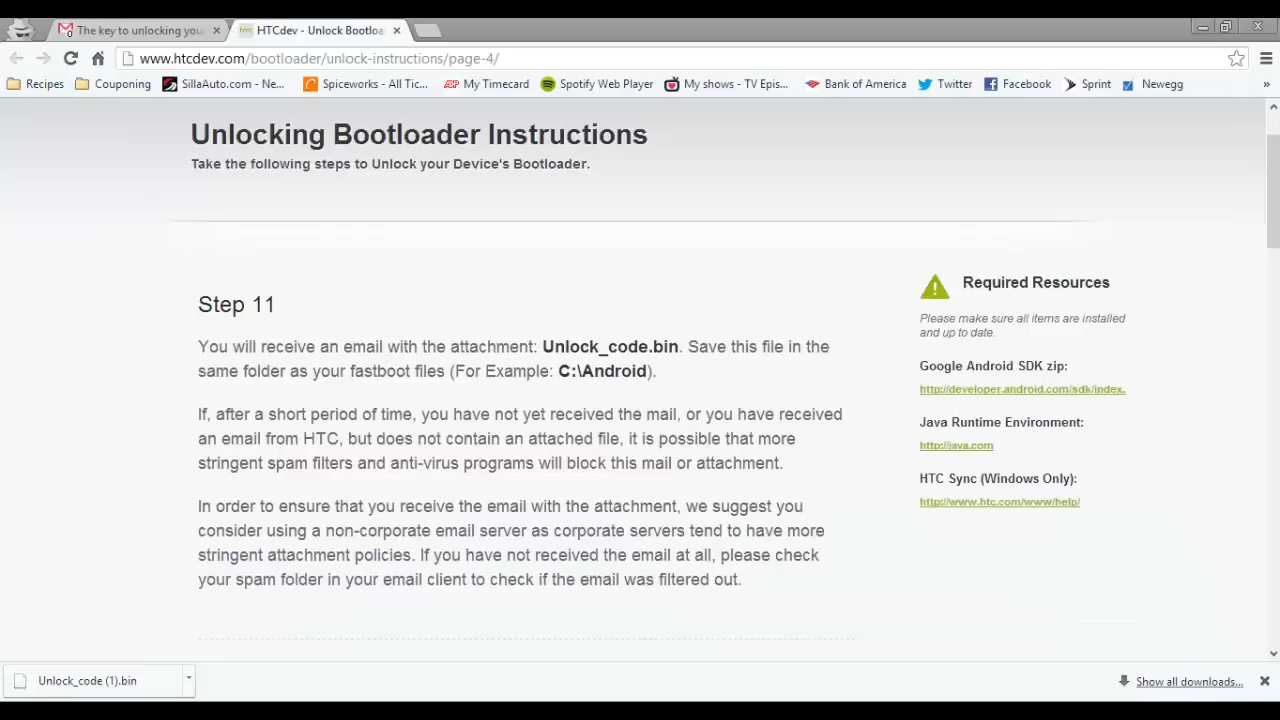 The key to unlocking you
HTCdev - Unlock Bootloa
www.htcdev.com/bootloader/unlock-instructions/page-4/
Recipes
Couponing
SillaAuto.com - Ne...
Spiceworks - All Tic...
My Timecard
Spotify Web Player
My shows - TV Epis...
Bank of America
Twitter
Facebook
Sprint
Newegg
»
Unlocking Bootloader Instructions
Take the following steps to Unlock your Device's Bootloader.
Step 11
You will receive an email with the attachment: Unlock_code.bin. Save this file in the
same folder as your fastboot files (For Example: C:\Android).
If, after a short period of time, you have not yet received the mail, or you have received
an email from HTC, but does not contain an attached file, it is possible that more
stringent spam filters and anti-virus programs will block this mail or attachment.
In order to ensure that you receive the email with the attachment, we suggest you
consider using a non-corporate email server as corporate servers tend to have more
stringent attachment policies. If you have not received the email at all, please check
your spam folder in your email client to check if the email was filtered out.
Required Resources
Please make sure all items are installed
and up to date.
Google Android SDK zip:
http://developer.android.com/sdk/index.
Java Runtime Environment:
http://java.com
HTC Sync (Windows Only):
http://www.htc.com/www/help/
Unlock_code (1).bin
Show all downloads...